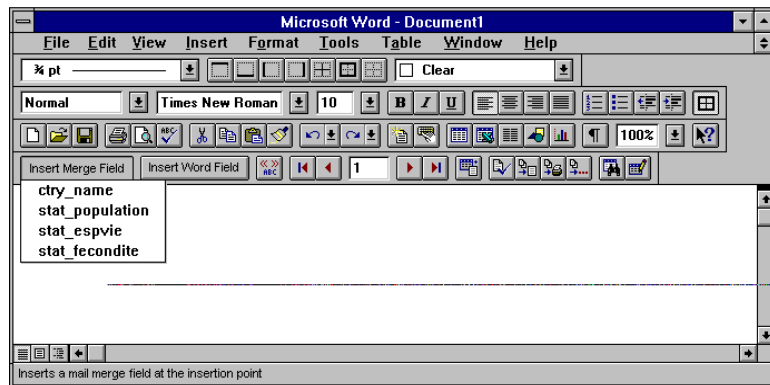 Microsoft Word - Document1
File Edit View Insert Format Tools Table Window Help
¾ pt Clear
Normal Times New Roman 10 B I U
ABC 100% ?
Insert Merge Field Insert Word Field «» ABC 1
ctry_name
stat_population
stat_espvie
stat_fecondite
Inserts a mail merge field at the insertion point